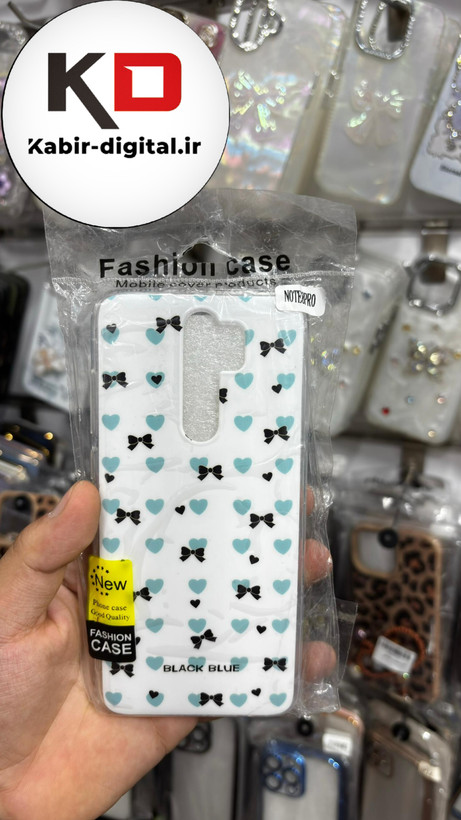 KD
Kabir-digital.ir
Fashion case
Mobile cover products
NOTE8PRO
New
Phone case
Good Quality
FASHION
CASE
BLACK BLUE